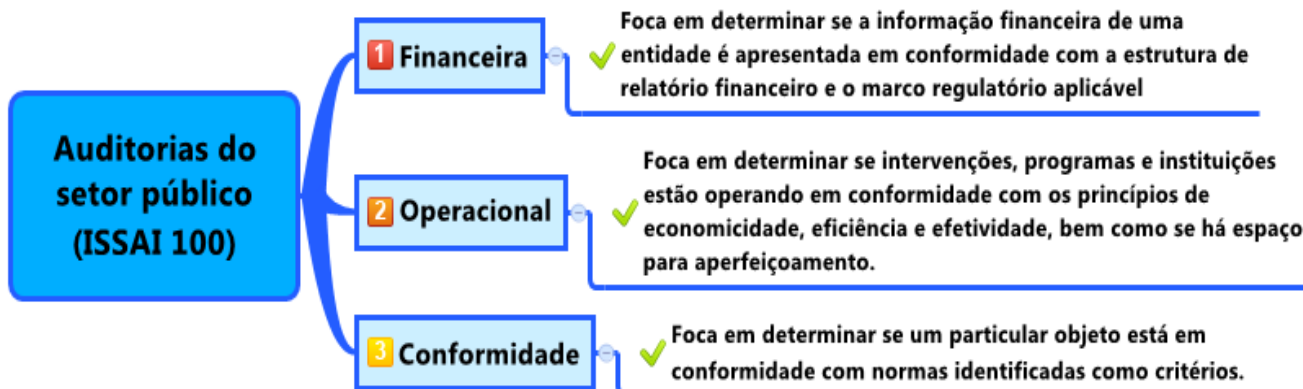 Auditorias do
setor público
(ISSAI 100)
1 Financeira
Foca em determinar se a informação financeira de uma
entidade é apresentada em conformidade com a estrutura de
relatório financeiro e o marco regulatório aplicável
2 Operacional
Foca em determinar se intervenções, programas e instituições
estão operando em conformidade com os princípios de
economicidade, eficiência e efetividade, bem como se há espaço
para aperfeiçoamento.
3 Conformidade
Foca em determinar se um particular objeto está em
conformidade com normas identificadas como critérios.